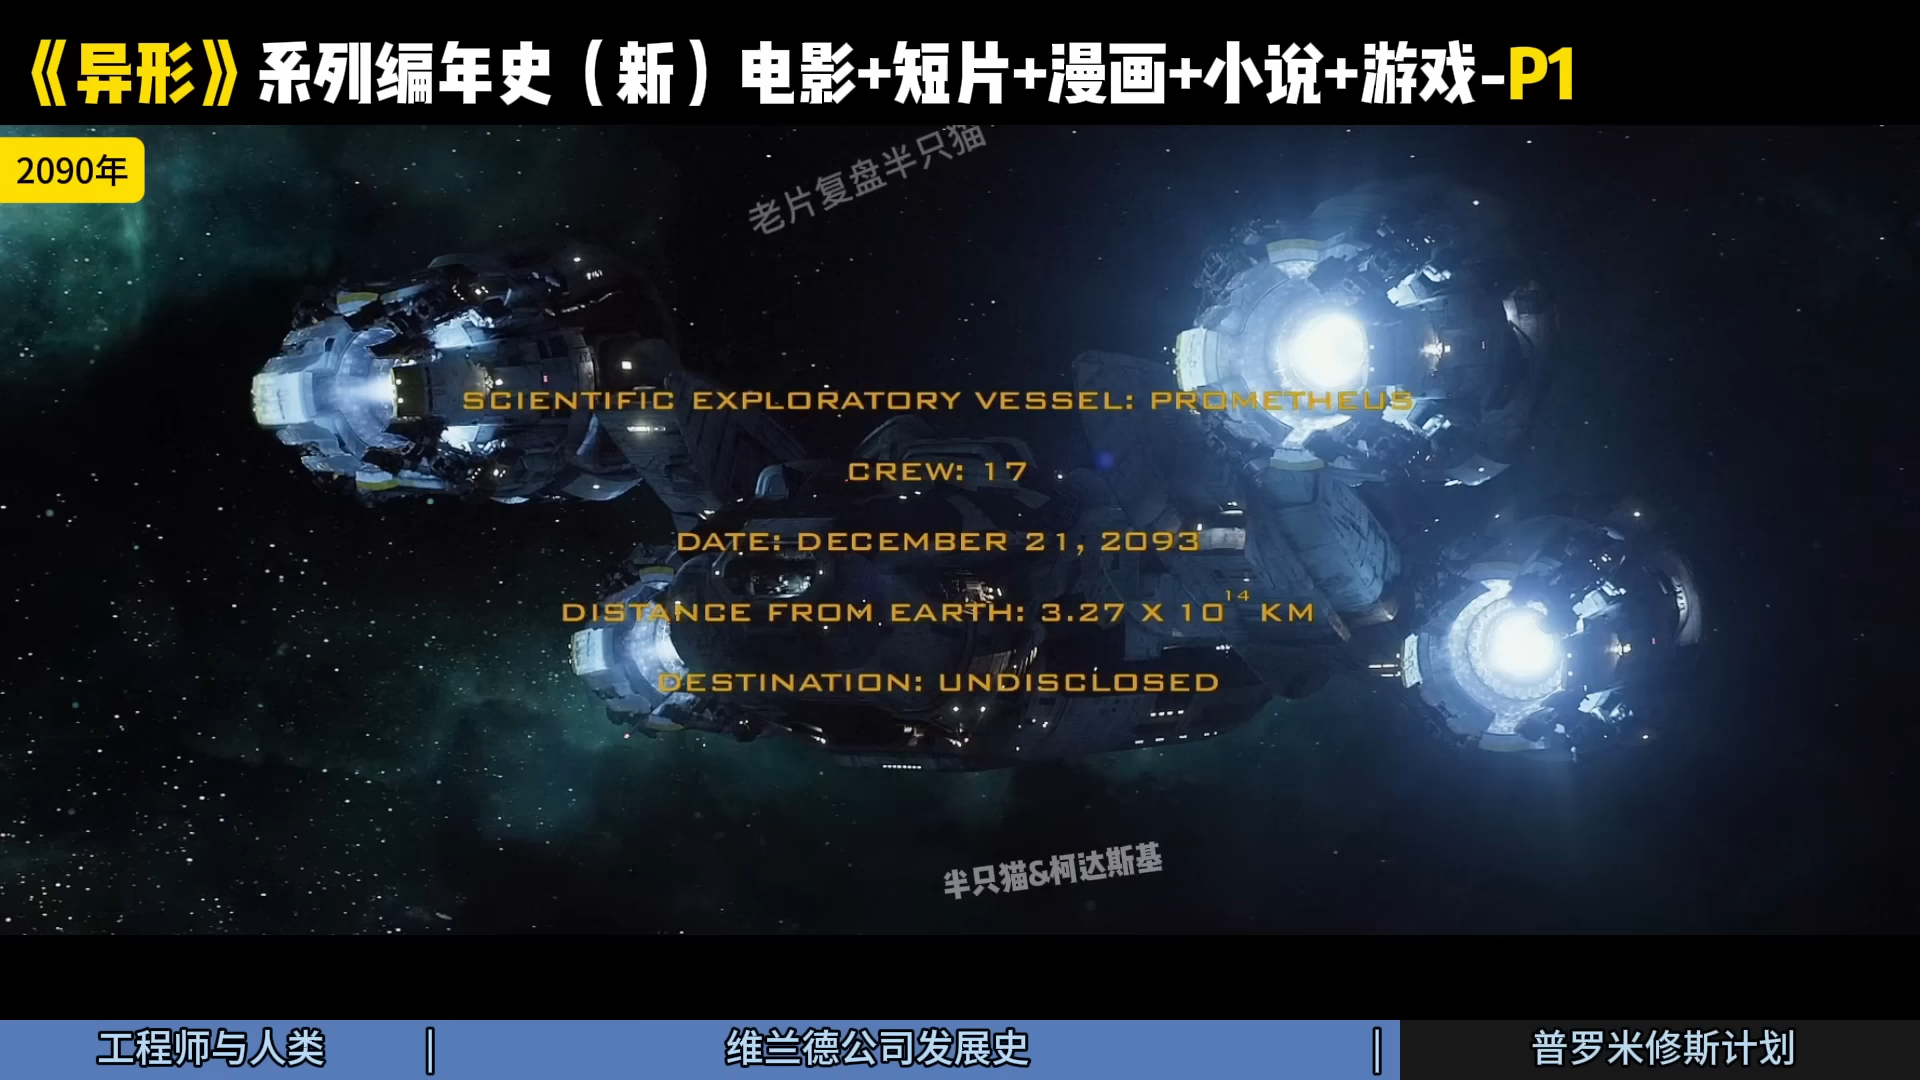 《异形》系列编年史（新）电影+短片+漫画+小说+游戏-P1
2090年
老片复盘半只猫
SCIENTIFIC EXPLORATORY VESSEL: PROMETHEUS
CREW: 17
DATE: DECEMBER 21, 2093
DISTANCE FROM EARTH: 3.27 X 10¹⁴ KM
DESTINATION: UNDISCLOSED
半只猫&柯达斯基
工程师与人类 | 维兰德公司发展史 | 普罗米修斯计划